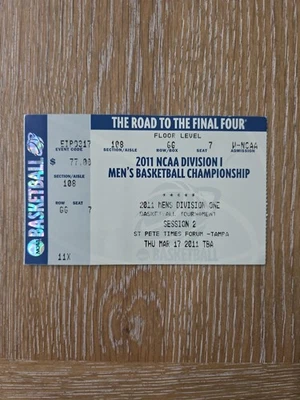 THE ROAD TO THE FINAL FOUR®
FLOOR LEVEL
108 GG 7
EVENT CODE SECTION/AISLE ROW/BOX SEAT ADMISSION
$ 77.00
2011 NCAA DIVISION I
MEN'S BASKETBALL CHAMPIONSHIP
SECTION/AISLE
108
ROW SEAT
GG 7
11X
BASKETBALL
★★★★★
2011 MENS DIVISION ONE
BASKETBALL TOURNAMENT
SESSION 2
ST PETE TIMES FORUM -TAMPA
THU MAR 17 2011 TBA
BASKETBALL